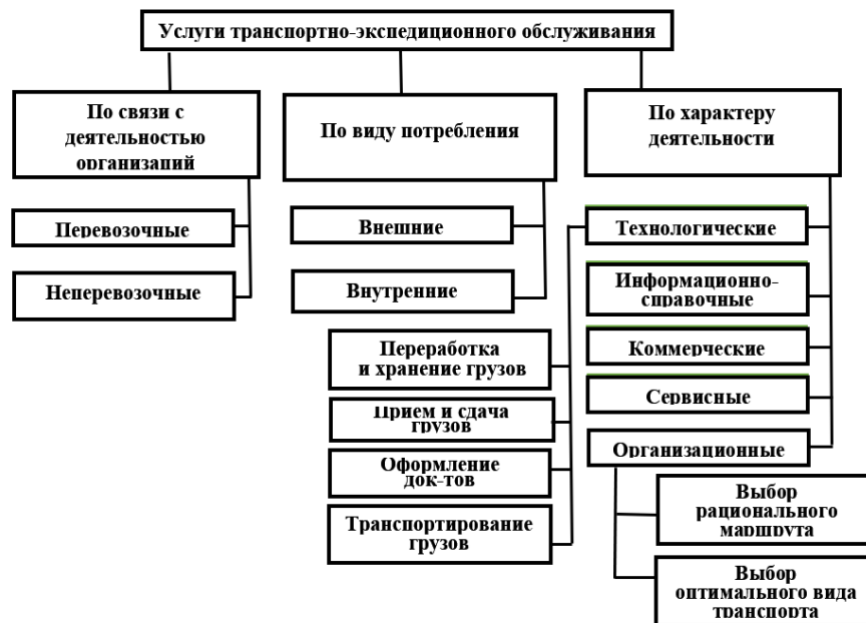 Услуги транспортно-экспедиционного обслуживания
По связи с
деятельностью
организаций
По виду потребления
По характеру
деятельности
Перевозочные
Неперевозочные
Внешние
Внутренние
Технологические
Информационно-
справочные
Коммерческие
Сервисные
Организационные
Переработка
и хранение грузов
Прием и сдача
грузов
Оформление
док-тов
Транспортирование
грузов
Выбор
рационального
маршрута
Выбор
оптимального вида
транспорта